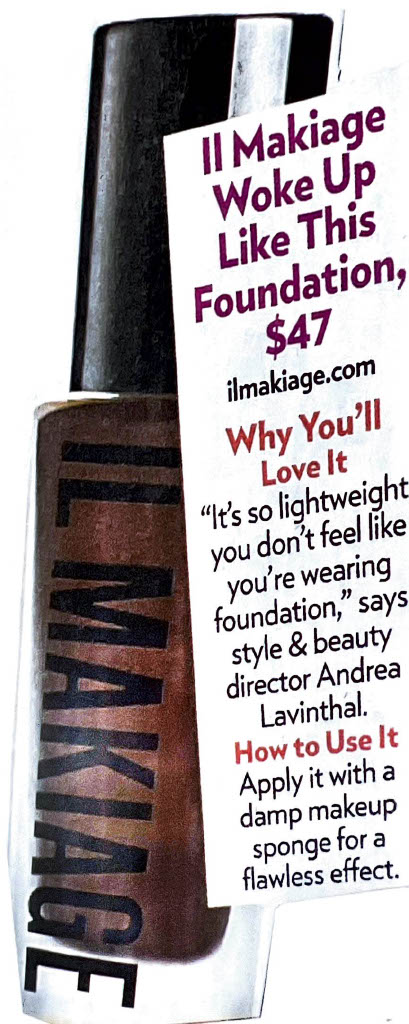 Il Makiage
Woke Up
Like This
Foundation,
$47
ilmakiage.com
Why You'll
Love It
"It's so lightweight
you don't feel like
you're wearing
foundation," says
style & beauty
director Andrea
Lavinthal.
How to Use It
Apply it with a
damp makeup
sponge for a
flawless effect.
IL MAKIAGE